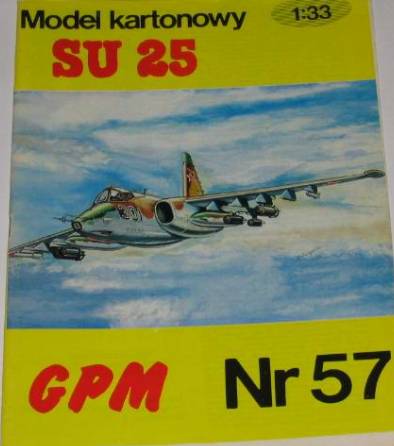 Model kartonowy
1:33
SU 25
GPM
Nr 57